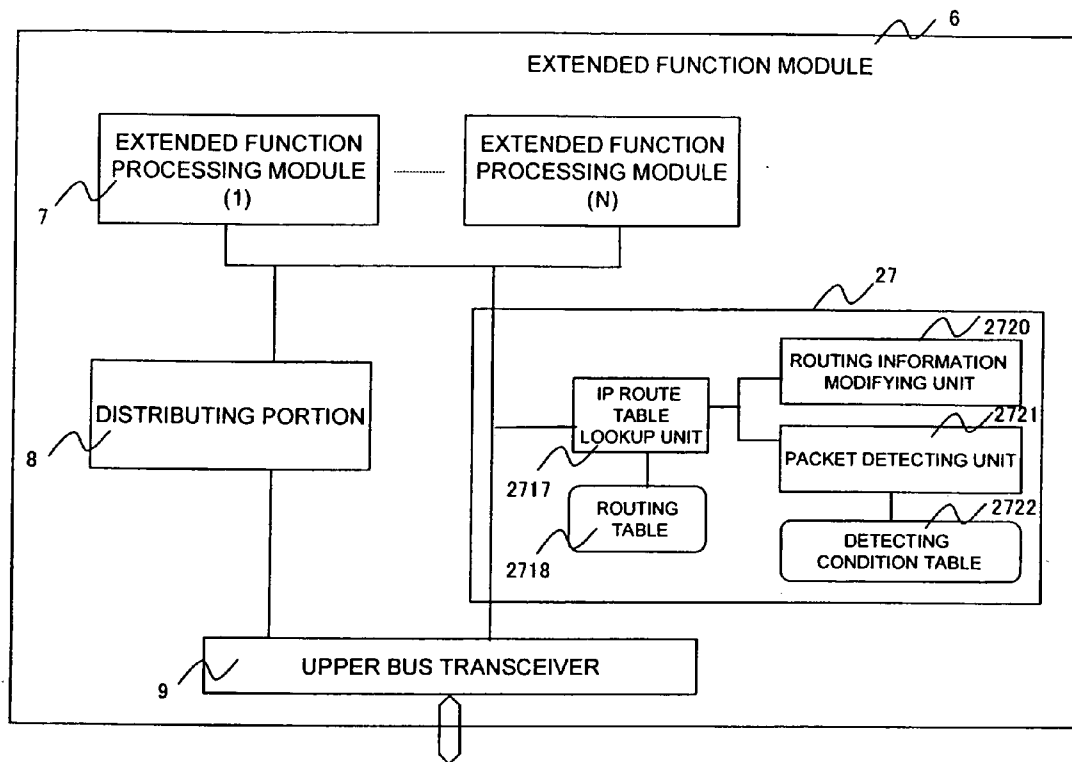 6
EXTENDED FUNCTION MODULE
EXTENDED FUNCTION
PROCESSING MODULE
(1)
7
EXTENDED FUNCTION
PROCESSING MODULE
(N)
27
2720
ROUTING INFORMATION
MODIFYING UNIT
IP ROUTE
TABLE
LOOKUP UNIT
2717
2721
PACKET DETECTING UNIT
DISTRIBUTING PORTION
8
ROUTING
TABLE
2718
2722
DETECTING
CONDITION TABLE
UPPER BUS TRANSCEIVER
9